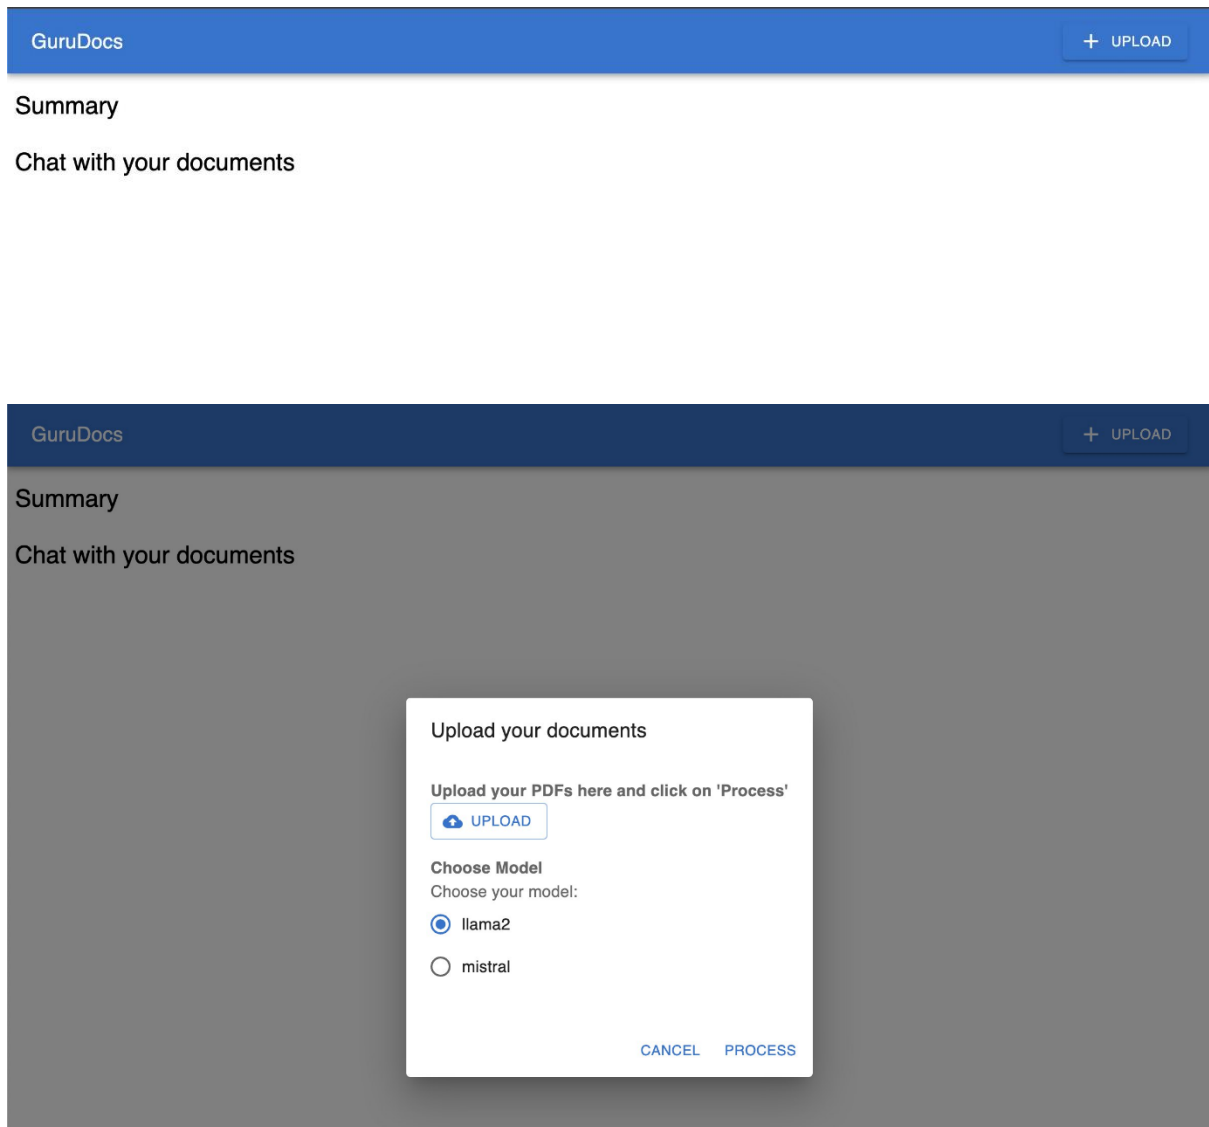 GuruDocs
+ UPLOAD
Summary
Chat with your documents
GuruDocs
+ UPLOAD
Summary
Chat with your documents
Upload your documents
Upload your PDFs here and click on 'Process'
UPLOAD
Choose Model
Choose your model:
llama2
mistral
CANCEL PROCESS